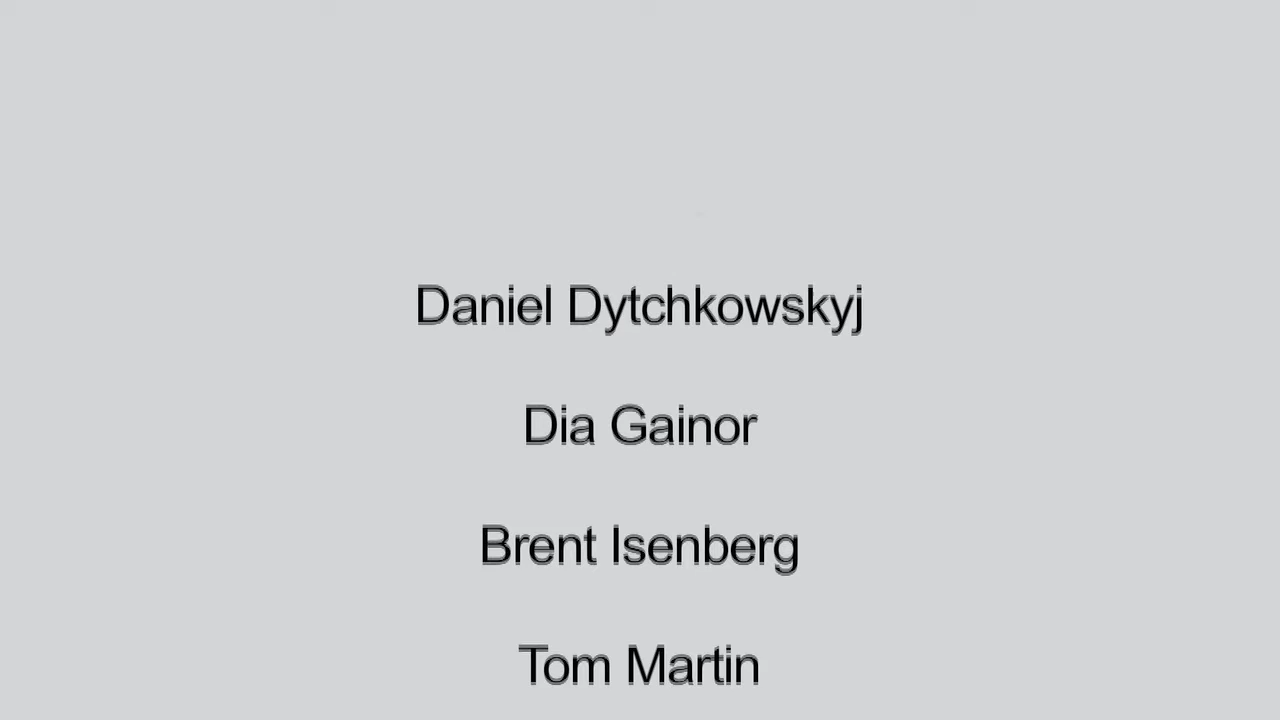 Daniel Dytchkowskyj
Dia Gainor
Brent Isenberg
Tom Martin